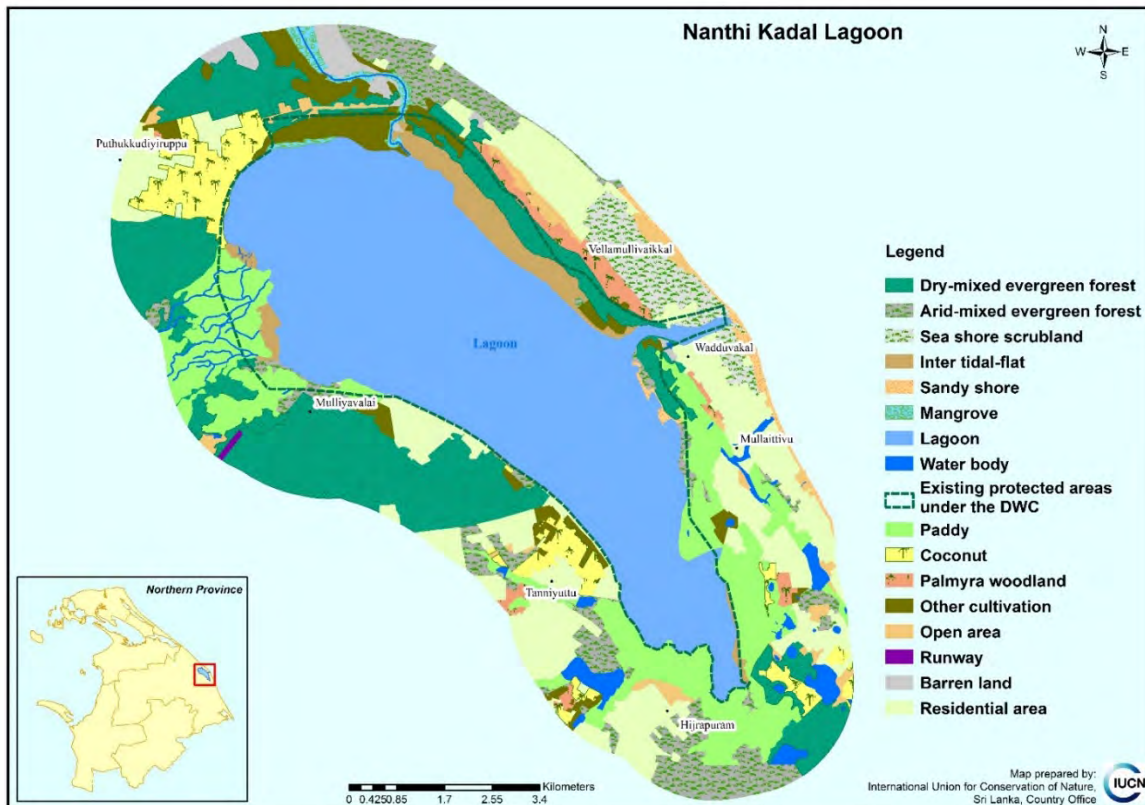 Nanthi Kadal Lagoon
N
W E
S
Puthukkudiyiruppu
Vellamullivaikkal
Lagoon
Wadduvakal
Mulliyavalai
Mullaittivu
Tanniyuttu
Hijrapuram
Legend
Dry-mixed evergreen forest
Arid-mixed evergreen forest
Sea shore scrubland
Inter tidal-flat
Sandy shore
Mangrove
Lagoon
Water body
Existing protected areas
under the DWC
Paddy
Coconut
Palmyra woodland
Other cultivation
Open area
Runway
Barren land
Residential area
Northern Province
Kilometers
0 0.4250.85 1.7 2.55 3.4
Map prepared by:
International Union for Conservation of Nature,
Sri Lanka, Country Office
IUCN